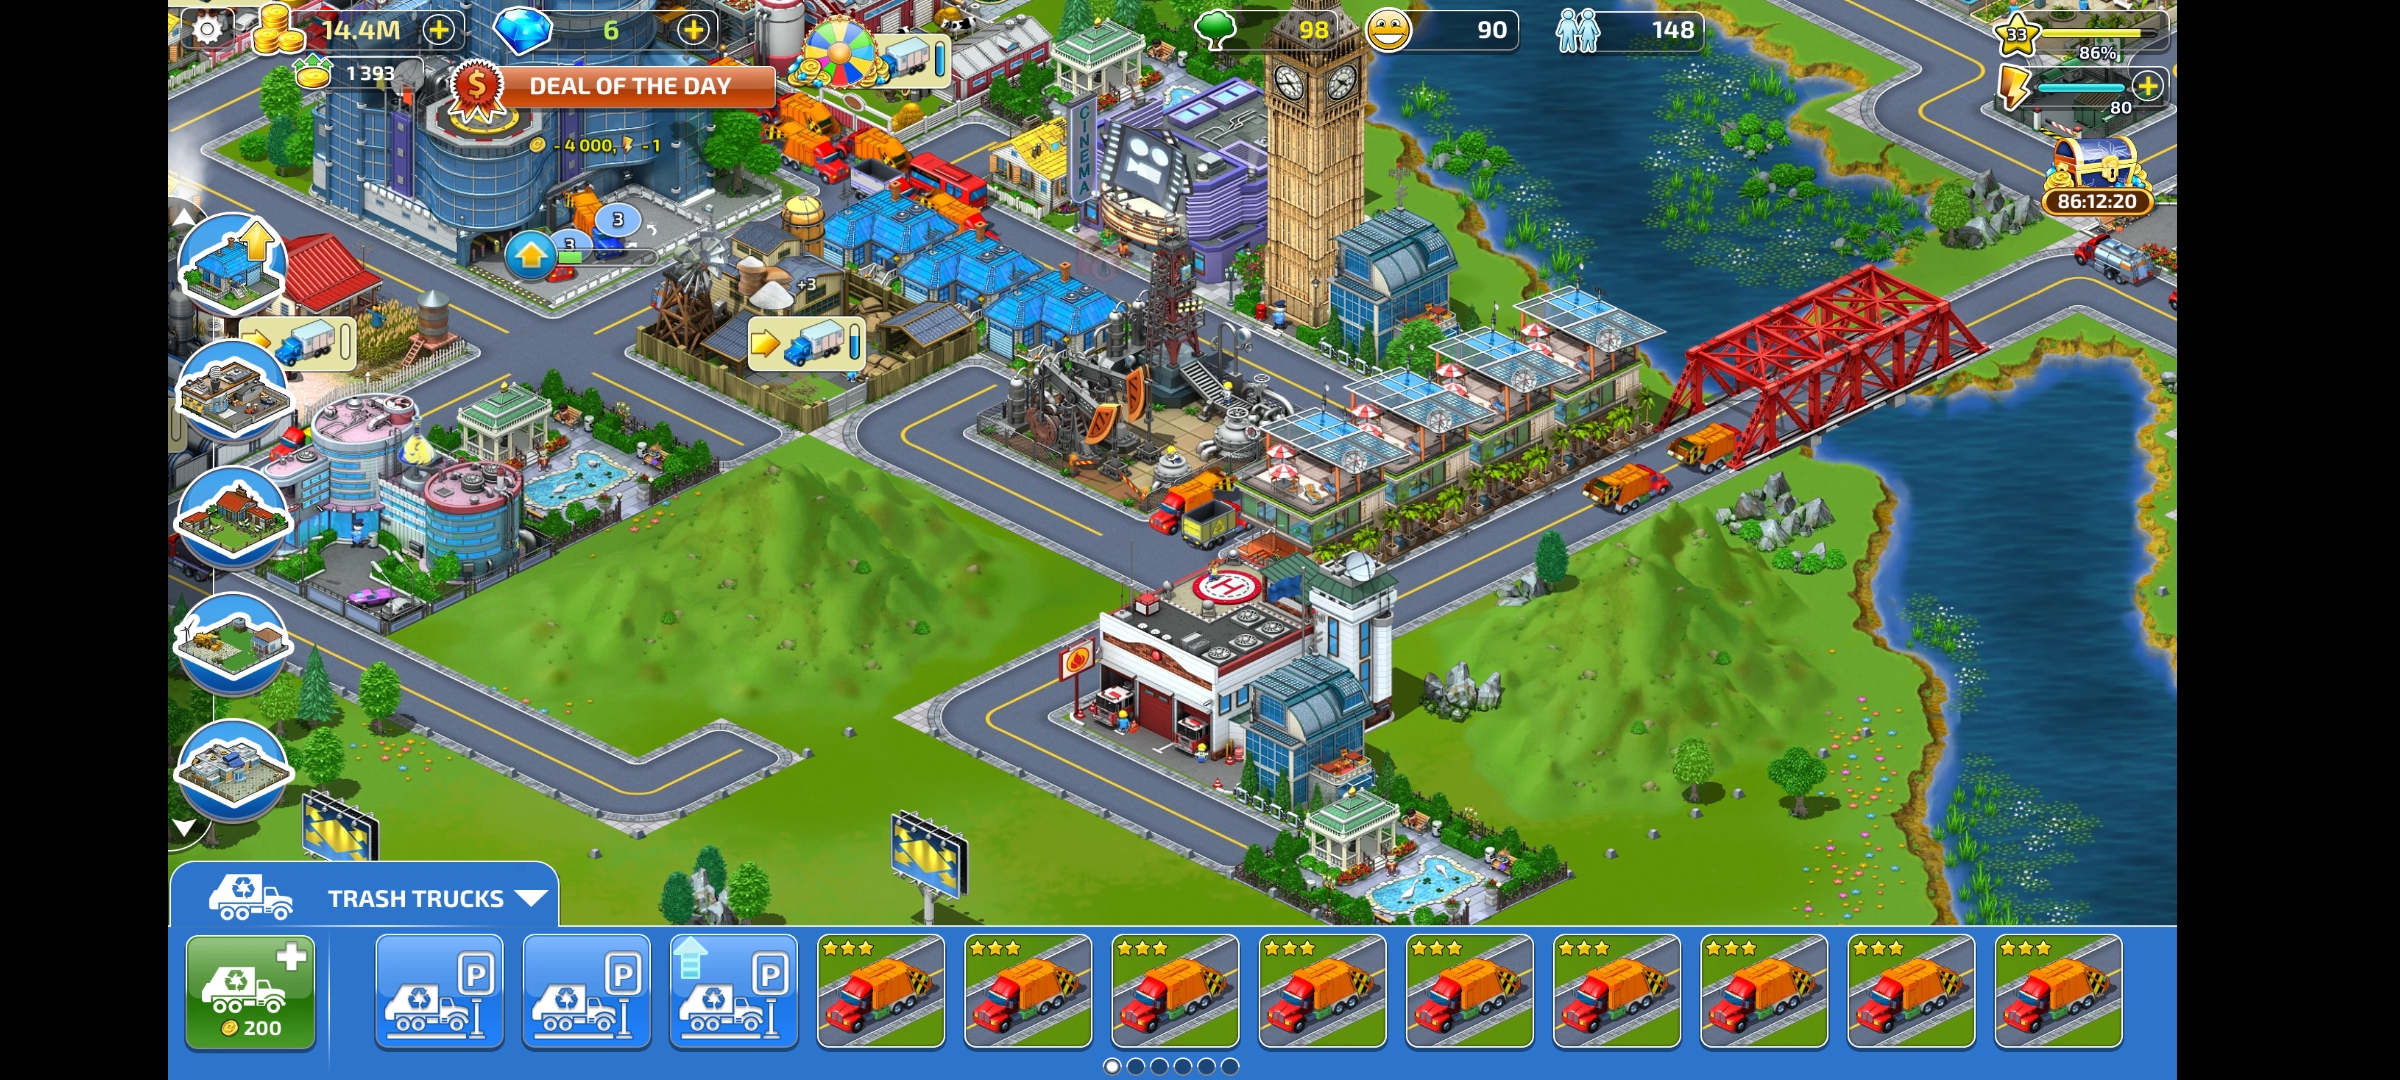 14.4M
6
98
90
148
33
86%
1 393
DEAL OF THE DAY
80
- 4 000, - 1
CINEMA
86:12:20
3
3
+3
H
TRASH TRUCKS
200
P
P
P